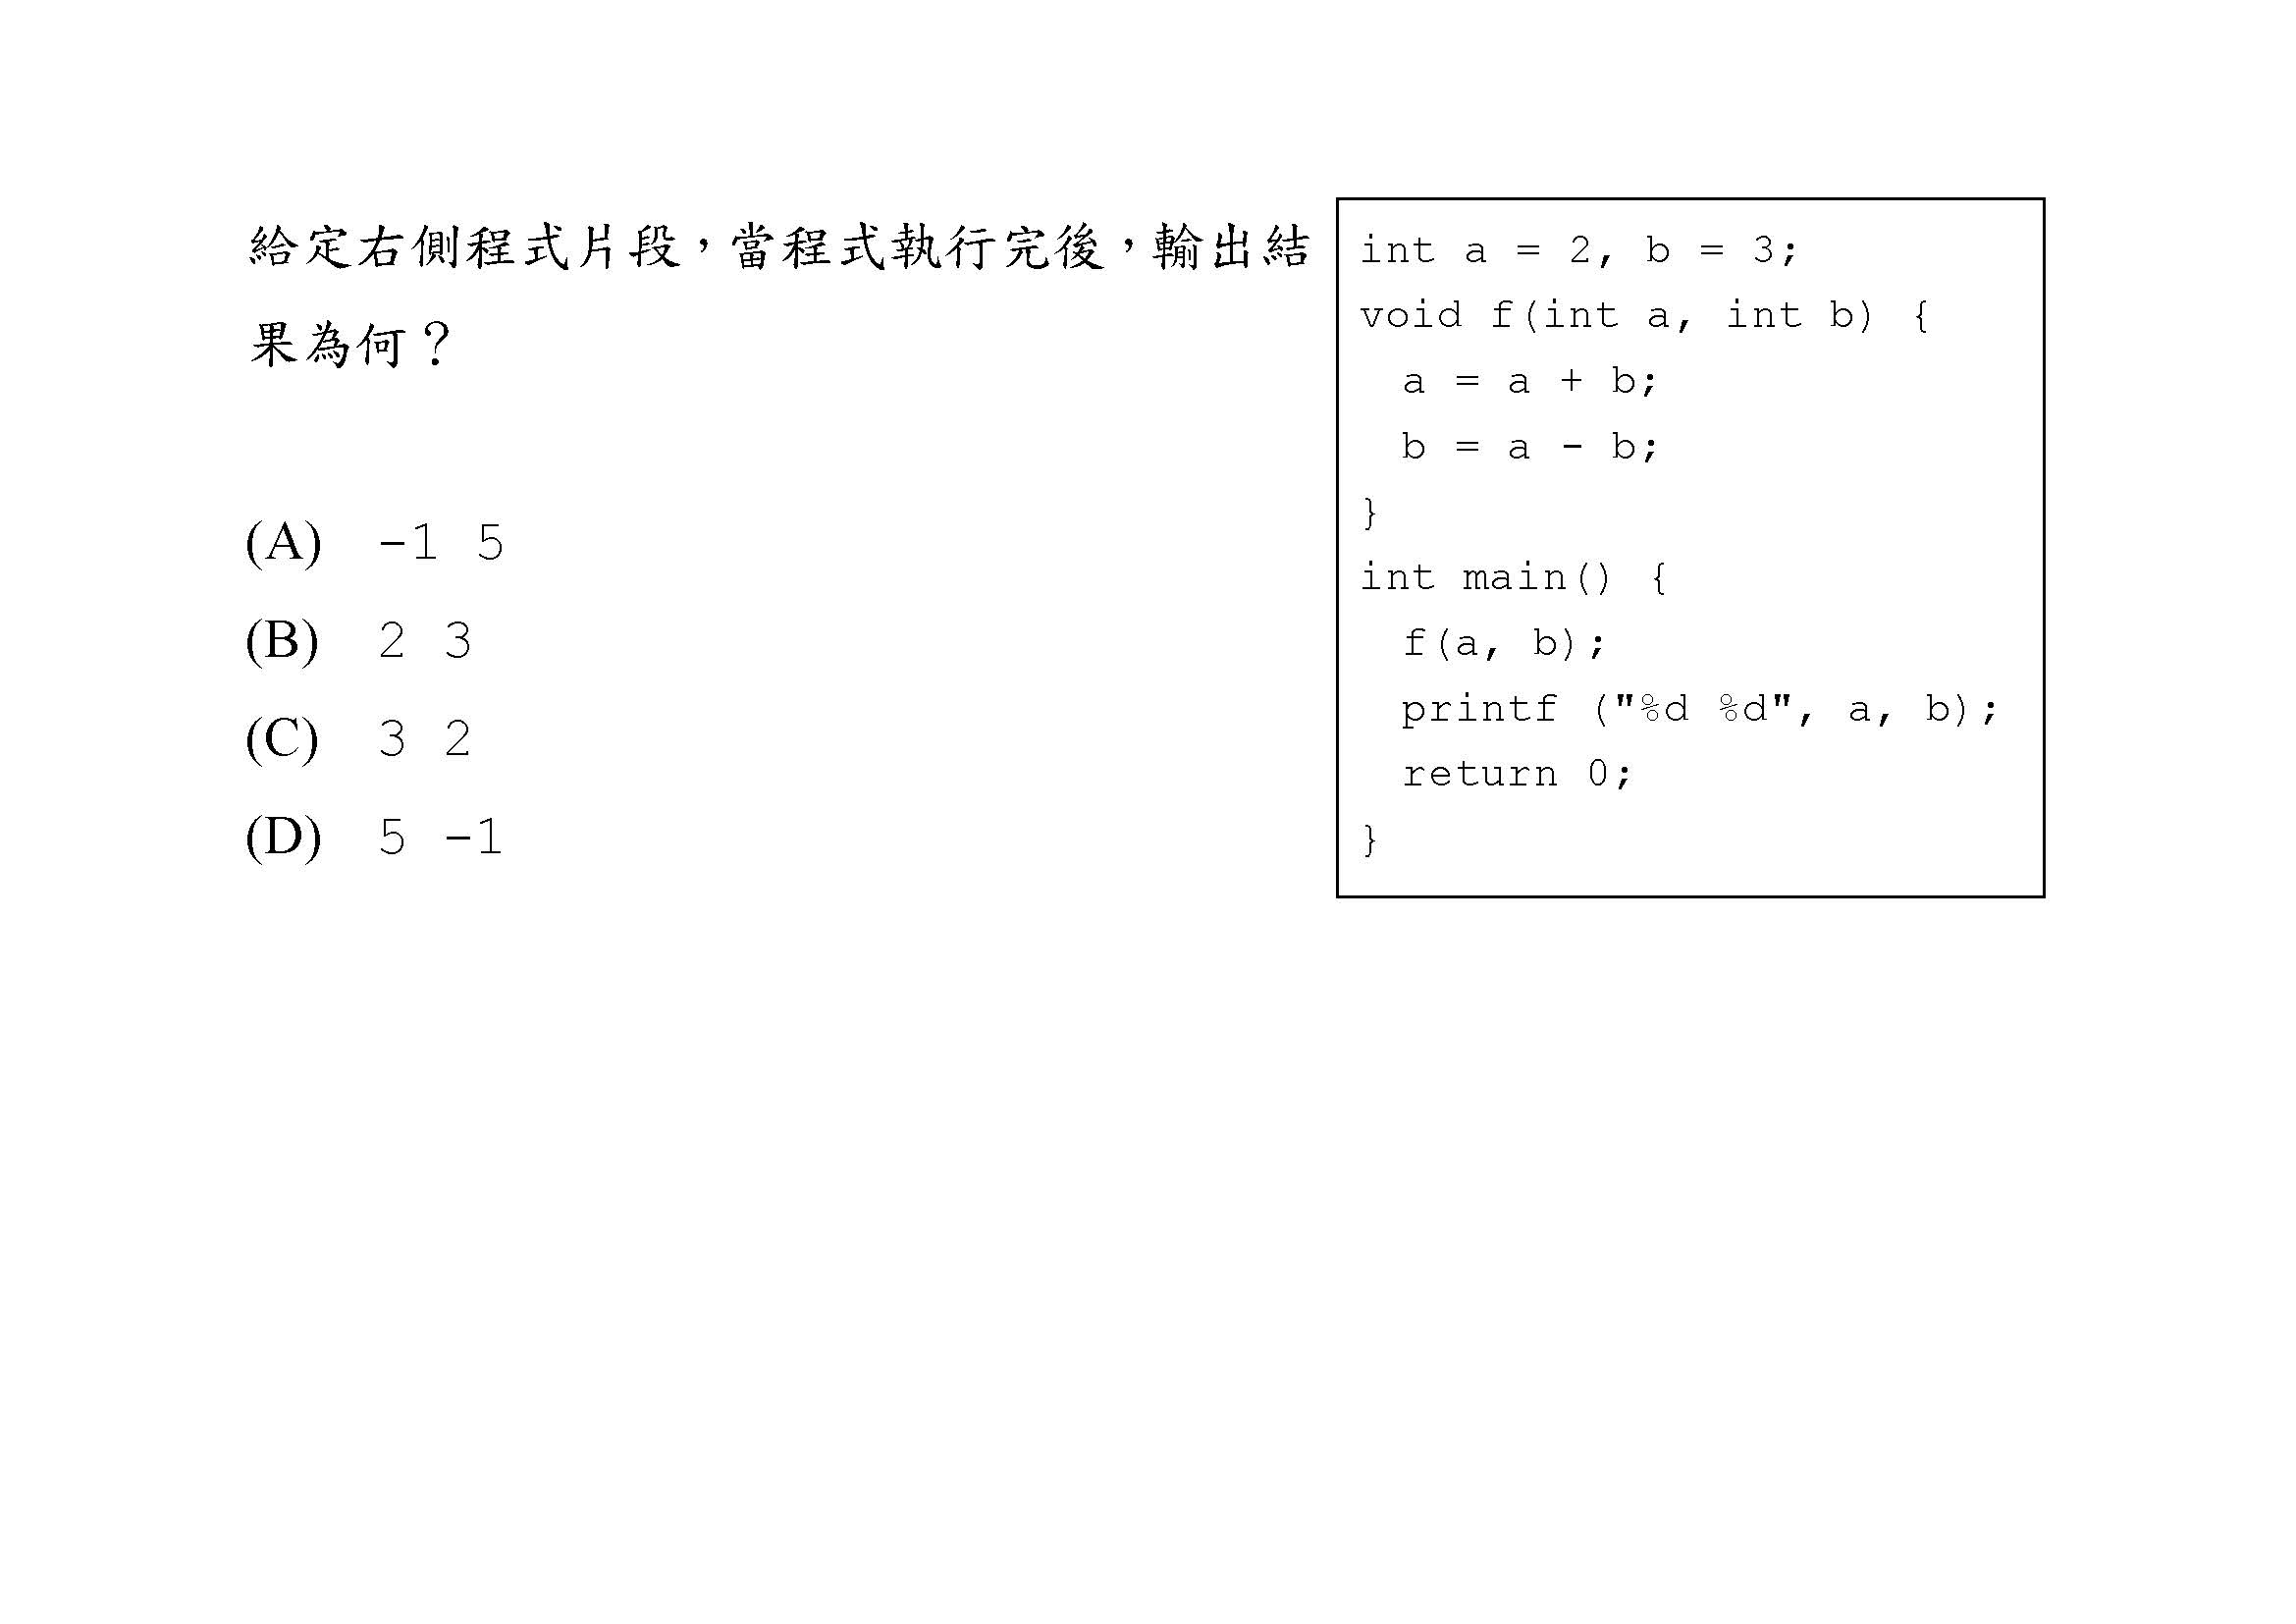 給定右側程式片段，當程式執行完後，輸出結
果為何？
(A) -1 5
(B) 2 3
(C) 3 2
(D) 5 -1
int a = 2, b = 3;
void f(int a, int b) {
  a = a + b;
  b = a - b;
}
int main() {
  f(a, b);
  printf ("%d %d", a, b);
  return 0;
}